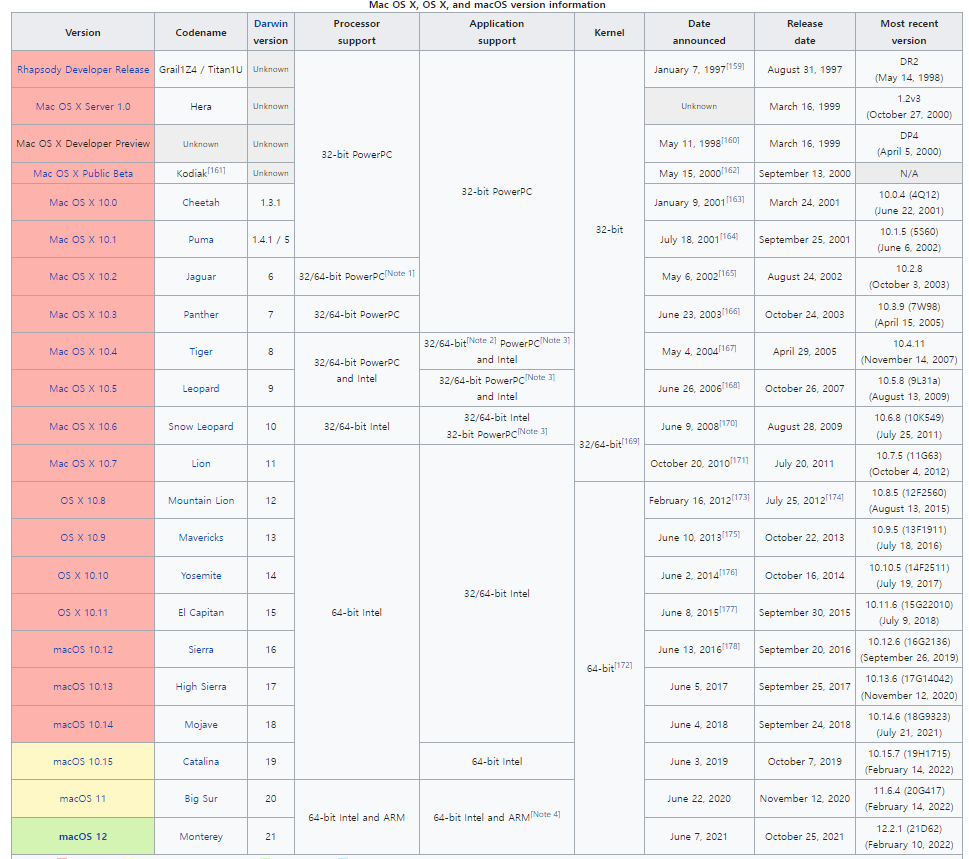 Mac OS X, OS X, and macOS version information
Version Codename Darwin version Processor support Application support Kernel Date announced Release date Most recent version
Rhapsody Developer Release Grail1Z4 / Titan1U Unknown 32-bit PowerPC 32-bit PowerPC 32-bit January 7, 1997[159] August 31, 1997 DR2 (May 14, 1998)
Mac OS X Server 1.0 Hera Unknown Unknown March 16, 1999 1.2v3 (October 27, 2000)
Mac OS X Developer Preview Unknown Unknown May 11, 1998[160] March 16, 1999 DP4 (April 5, 2000)
Mac OS X Public Beta Kodiak[161] Unknown May 15, 2000[162] September 13, 2000 N/A
Mac OS X 10.0 Cheetah 1.3.1 January 9, 2001[163] March 24, 2001 10.0.4 (4Q12) (June 22, 2001)
Mac OS X 10.1 Puma 1.4.1 / 5 July 18, 2001[164] September 25, 2001 10.1.5 (5S60) (June 6, 2002)
Mac OS X 10.2 Jaguar 6 32/64-bit PowerPC[Note 1] May 6, 2002[165] August 24, 2002 10.2.8 (October 3, 2003)
Mac OS X 10.3 Panther 7 32/64-bit PowerPC June 23, 2003[166] October 24, 2003 10.3.9 (7W98) (April 15, 2005)
Mac OS X 10.4 Tiger 8 32/64-bit PowerPC and Intel 32/64-bit[Note 2] PowerPC[Note 3] and Intel May 4, 2004[167] April 29, 2005 10.4.11 (November 14, 2007)
Mac OS X 10.5 Leopard 9 32/64-bit PowerPC[Note 3] and Intel June 26, 2006[168] October 26, 2007 10.5.8 (9L31a) (August 13, 2009)
Mac OS X 10.6 Snow Leopard 10 32/64-bit Intel 32/64-bit Intel 32-bit PowerPC[Note 3] 32/64-bit[169] June 9, 2008[170] August 28, 2009 10.6.8 (10K549) (July 25, 2011)
Mac OS X 10.7 Lion 11 64-bit Intel 32/64-bit Intel October 20, 2010[171] July 20, 2011 10.7.5 (11G63) (October 4, 2012)
OS X 10.8 Mountain Lion 12 64-bit[172] February 16, 2012[173] July 25, 2012[174] 10.8.5 (12F2560) (August 13, 2015)
OS X 10.9 Mavericks 13 June 10, 2013[175] October 22, 2013 10.9.5 (13F1911) (July 18, 2016)
OS X 10.10 Yosemite 14 June 2, 2014[176] October 16, 2014 10.10.5 (14F2511) (July 19, 2017)
OS X 10.11 El Capitan 15 June 8, 2015[177] September 30, 2015 10.11.6 (15G22010) (July 9, 2018)
macOS 10.12 Sierra 16 June 13, 2016[178] September 20, 2016 10.12.6 (16G2136) (September 26, 2019)
macOS 10.13 High Sierra 17 June 5, 2017 September 25, 2017 10.13.6 (17G14042) (November 12, 2020)
macOS 10.14 Mojave 18 June 4, 2018 September 24, 2018 10.14.6 (18G9323) (July 21, 2021)
macOS 10.15 Catalina 19 64-bit Intel June 3, 2019 October 7, 2019 10.15.7 (19H1715) (February 14, 2022)
macOS 11 Big Sur 20 64-bit Intel and ARM 64-bit Intel and ARM[Note 4] June 22, 2020 November 12, 2020 11.6.4 (20G417) (February 14, 2022)
macOS 12 Monterey 21 June 7, 2021 October 25, 2021 12.2.1 (21D62) (February 10, 2022)